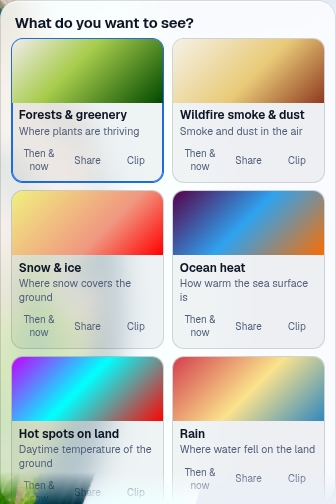 What do you want to see?
Forests & greenery
Where plants are thriving
Then & now
Share
Clip
Wildfire smoke & dust
Smoke and dust in the air
Then & now
Share
Clip
Snow & ice
Where snow covers the
ground
Then & now
Share
Clip
Ocean heat
How warm the sea surface
is
Then & now
Share
Clip
Hot spots on land
Daytime temperature of the
ground
Then & now
Share
Clip
Rain
Where water fell on the land
Then & now
Share
Clip